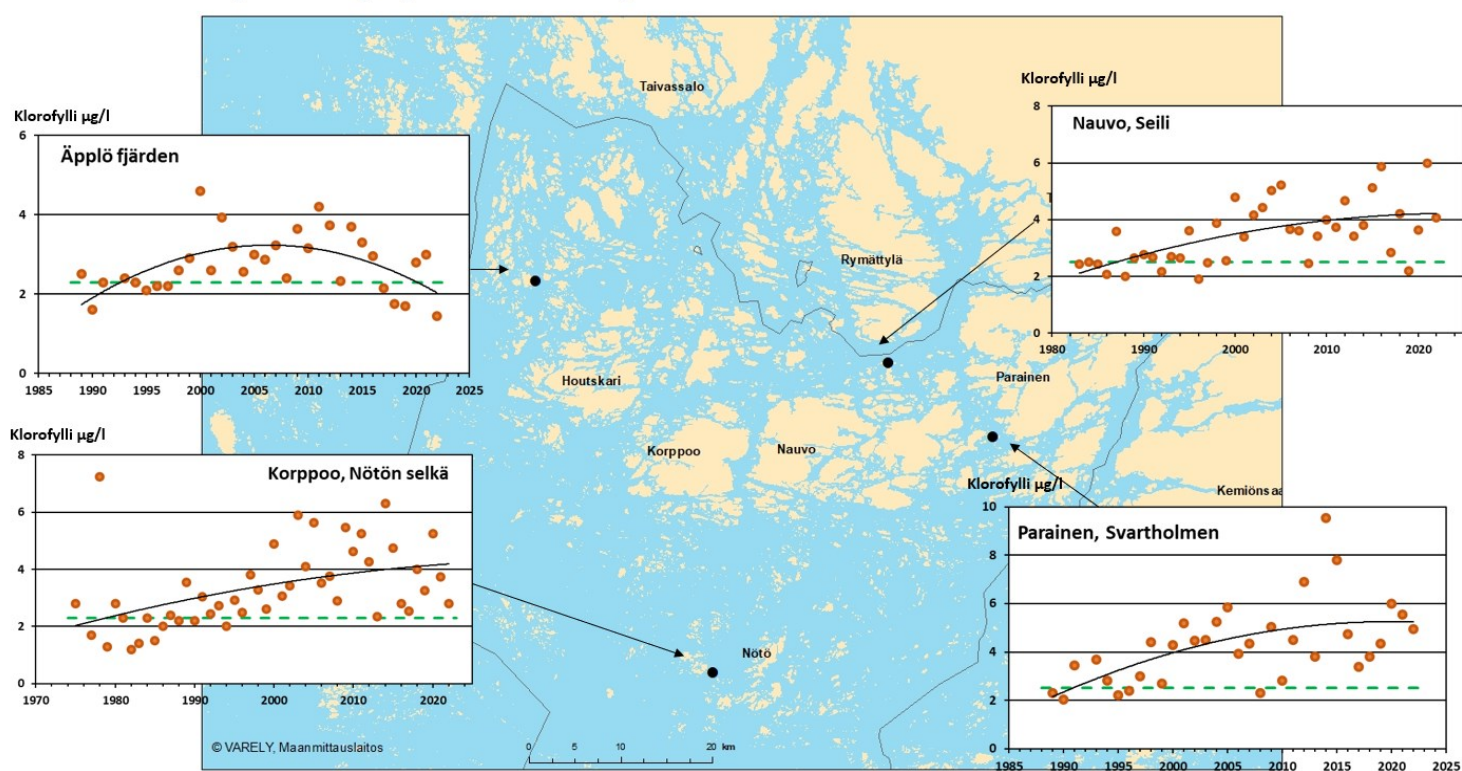 Klorofylli µg/l
Äpplö fjärden
6
4
2
0
1985 1990 1995 2000 2005 2010 2015 2020 2025
Klorofylli µg/l
Korppoo, Nötön selkä
8
6
4
2
0
1970 1980 1990 2000 2010 2020
Klorofylli µg/l
Nauvo, Seili
8
6
4
2
0
1980 1990 2000 2010 2020
Klorofylli µg/l
Parainen, Svartholmen
10
8
6
4
2
0
1985 1990 1995 2000 2005 2010 2015 2020 2025
Taivassalo
Rymättylä
Houtskari
Parainen
Korppoo
Nauvo
Kemiönsaa
Nötö
© VARELY, Maanmittauslaitos
0 5 10 20 km